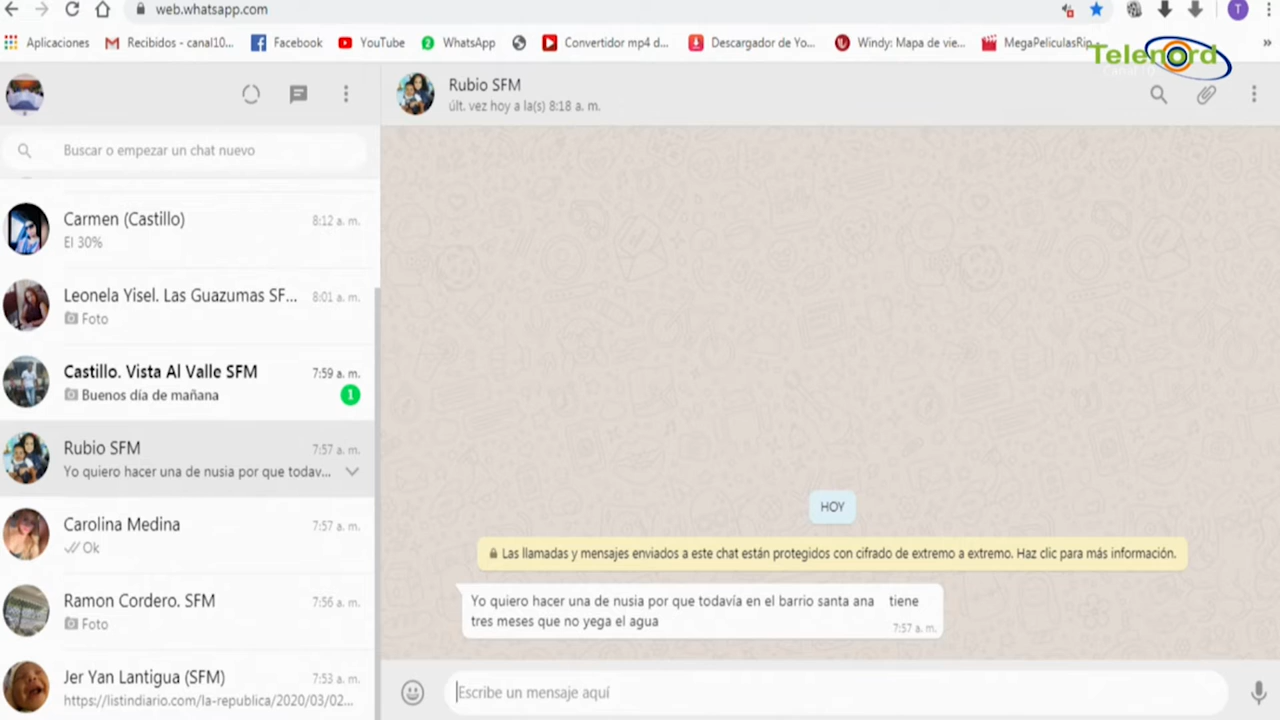 web.whatsapp.com
T
Aplicaciones
Recibidos - canal10...
Facebook
YouTube
2 WhatsApp
Convertidor mp4 d...
Descargador de Yo...
Windy: Mapa de vie...
MegaPeliculasRip
»
Telenord
Rubio SFM
últ. vez hoy a la(s) 8:18 a. m.
Buscar o empezar un chat nuevo
Carmen (Castillo) 8:12 a. m.
El 30%
Leonela Yisel. Las Guazumas SF... 8:01 a. m.
Foto
Castillo. Vista Al Valle SFM 7:59 a. m.
Buenos día de mañana 1
Rubio SFM 7:57 a. m.
Yo quiero hacer una de nusia por que todav...
Carolina Medina 7:57 a. m.
Ok
Ramon Cordero. SFM 7:56 a. m.
Foto
Jer Yan Lantigua (SFM) 7:53 a. m.
https://listindiario.com/la-republica/2020/03/02...
HOY
Las llamadas y mensajes enviados a este chat están protegidos con cifrado de extremo a extremo. Haz clic para más información.
Yo quiero hacer una de nusia por que todavía en el barrio santa ana tiene
tres meses que no yega el agua
7:57 a. m.
Escribe un mensaje aquí